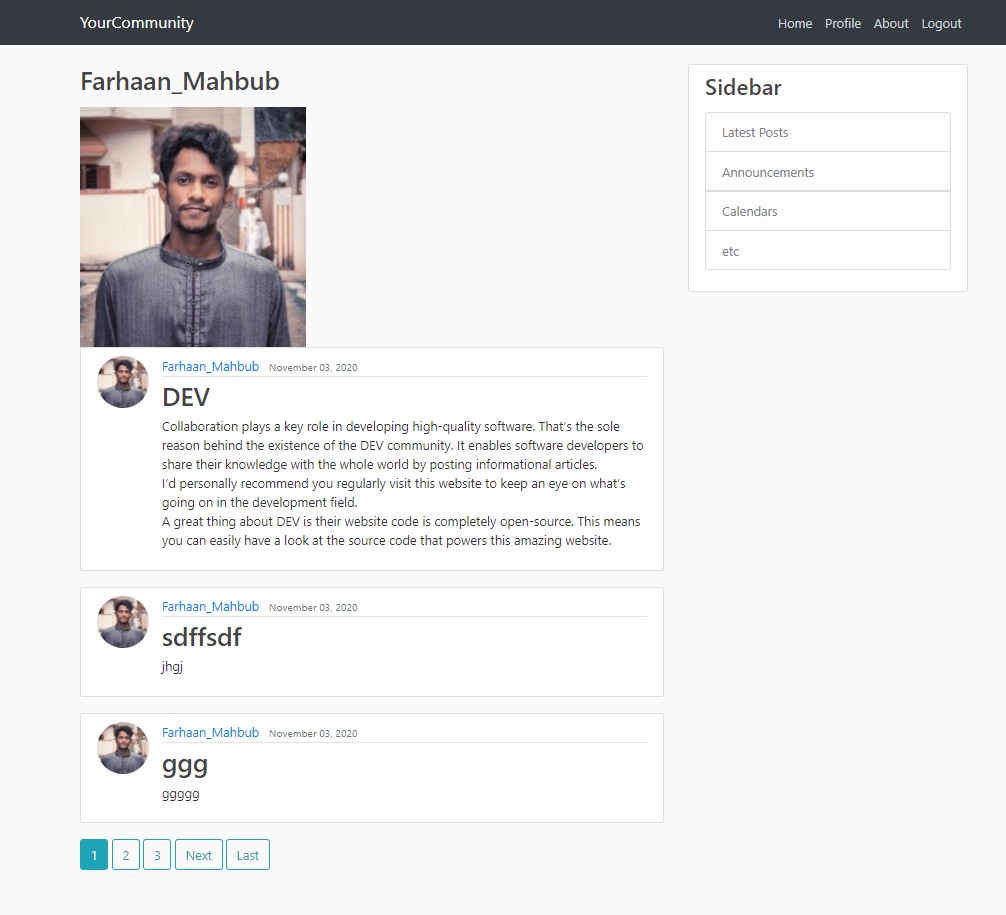 YourCommunity
Home Profile About Logout
Farhaan_Mahbub
Sidebar
Latest Posts
Announcements
Calendars
etc
Farhaan_Mahbub November 03, 2020
DEV
Collaboration plays a key role in developing high-quality software. That's the sole
reason behind the existence of the DEV community. It enables software developers to
share their knowledge with the whole world by posting informational articles.
I'd personally recommend you regularly visit this website to keep an eye on what's
going on in the development field.
A great thing about DEV is their website code is completely open-source. This means
you can easily have a look at the source code that powers this amazing website.
Farhaan_Mahbub November 03, 2020
sdffsdf
jhgj
Farhaan_Mahbub November 03, 2020
ggg
ggggg
1 2 3 Next Last